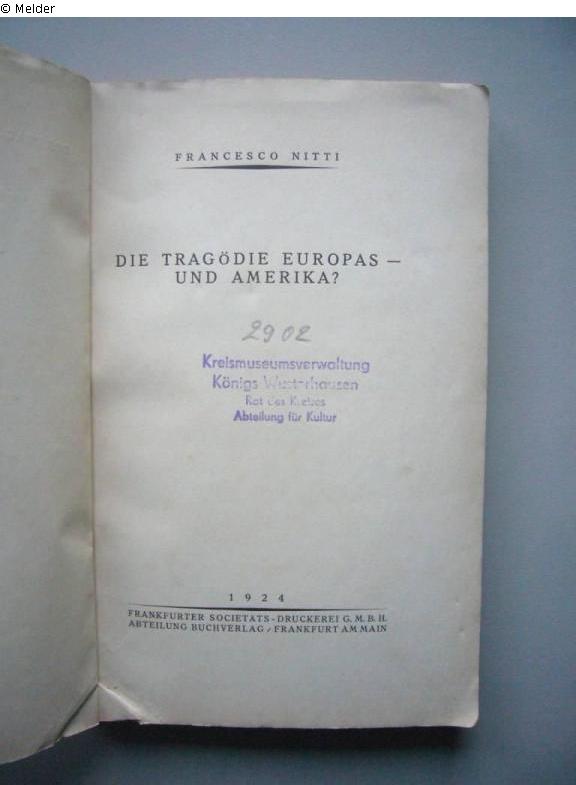 © Melder
FRANCESCO NITTI
DIE TRAGÖDIE EUROPAS —
UND AMERIKA?
2902
Kreismuseumsverwaltung
Königs Wusterhausen
Rat des Kreises
Abteilung für Kultur
1924
FRANKFURTER SOCIETATS-DRUCKEREI G. M. B. H.
ABTEILUNG BUCHVERLAG / FRANKFURT AM MAIN